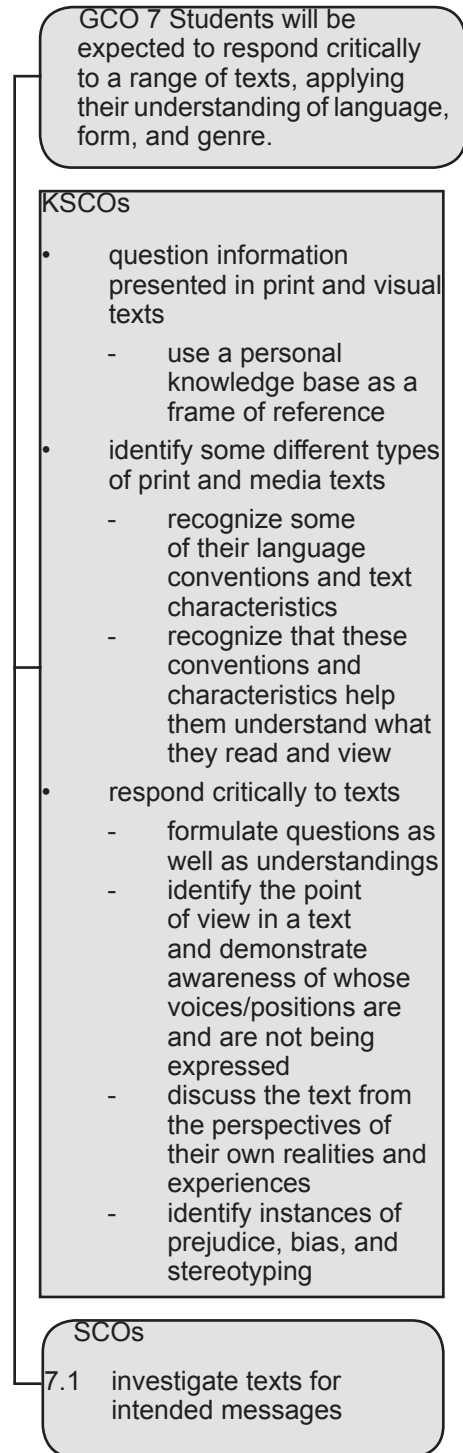 GCO 7 Students will be
expected to respond critically
to a range of texts, applying
their understanding of language,
form, and genre.
KSCOs
• question information
presented in print and visual
texts
- use a personal
knowledge base as a
frame of reference
• identify some different types
of print and media texts
- recognize some
of their language
conventions and text
characteristics
- recognize that these
conventions and
characteristics help
them understand what
they read and view
• respond critically to texts
- formulate questions as
well as understandings
- identify the point
of view in a text
and demonstrate
awareness of whose
voices/positions are
and are not being
expressed
- discuss the text from
the perspectives of
their own realities and
experiences
- identify instances of
prejudice, bias, and
stereotyping
SCOs
7.1 investigate texts for
intended messages